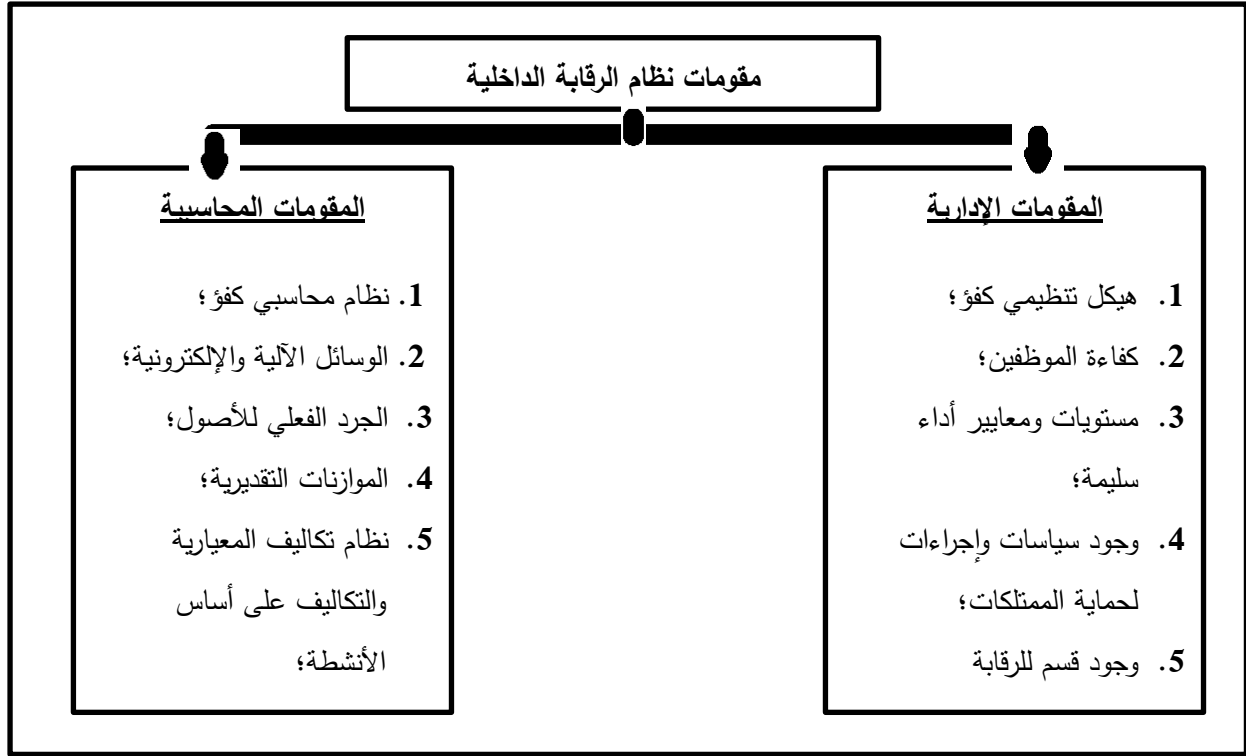 مقومات نظام الرقابة الداخلية
المقومات الإدارية
1. هيكل تنظيمي كفؤ؛
2. كفاءة الموظفين؛
3. مستويات ومعايير أداء
سليمة؛
4. وجود سياسات وإجراءات
لحماية الممتلكات؛
5. وجود قسم للرقابة
المقومات المحاسبية
1. نظام محاسبي كفؤ؛
2. الوسائل الآلية والإلكترونية؛
3. الجرد الفعلي للأصول؛
4. الموازنات التقديرية؛
5. نظام تكاليف المعيارية
والتكاليف على أساس
الأنشطة؛